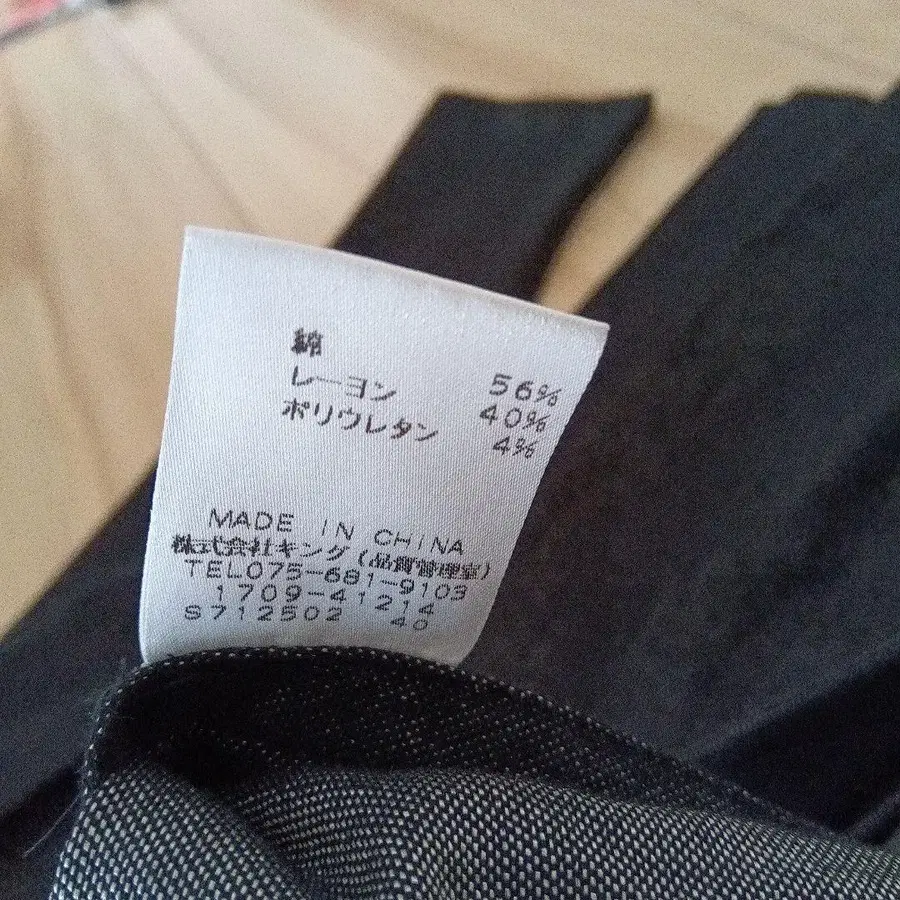 綿 56%
レーヨン 40%
ポリウレタン 4%
MADE IN CHINA
株式会社キング(品質管理室)
TEL075-681-9103
1709-41214
S712502 40